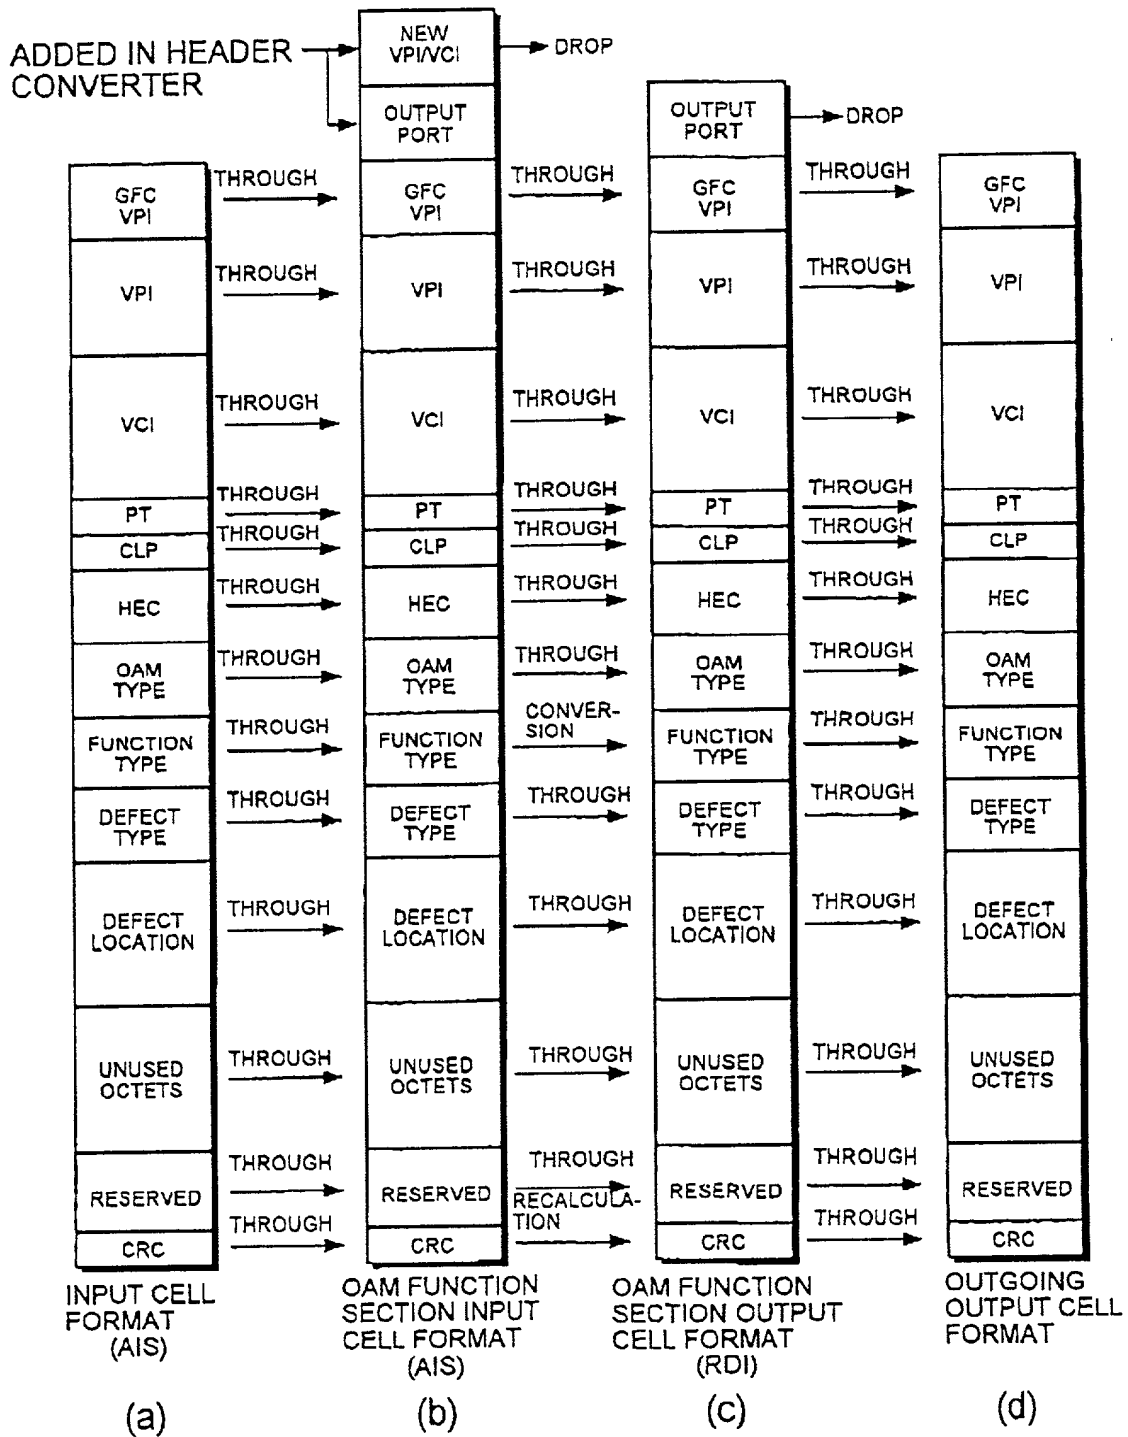 ADDED IN HEADER
CONVERTER
NEW
VPI/VCI
DROP
OUTPUT
PORT
OUTPUT
PORT
DROP
GFC
VPI
THROUGH
GFC
VPI
THROUGH
GFC
VPI
THROUGH
GFC
VPI
VPI
THROUGH
VPI
THROUGH
VPI
THROUGH
VPI
VCI
THROUGH
VCI
THROUGH
VCI
THROUGH
VCI
PT
THROUGH
PT
THROUGH
PT
THROUGH
PT
CLP
THROUGH
CLP
THROUGH
CLP
THROUGH
CLP
HEC
THROUGH
HEC
THROUGH
HEC
THROUGH
HEC
OAM
TYPE
THROUGH
OAM
TYPE
THROUGH
OAM
TYPE
THROUGH
OAM
TYPE
FUNCTION
TYPE
THROUGH
FUNCTION
TYPE
CONVER-
SION
FUNCTION
TYPE
THROUGH
FUNCTION
TYPE
DEFECT
TYPE
THROUGH
DEFECT
TYPE
THROUGH
DEFECT
TYPE
THROUGH
DEFECT
TYPE
DEFECT
LOCATION
THROUGH
DEFECT
LOCATION
THROUGH
DEFECT
LOCATION
THROUGH
DEFECT
LOCATION
UNUSED
OCTETS
THROUGH
UNUSED
OCTETS
THROUGH
UNUSED
OCTETS
THROUGH
UNUSED
OCTETS
RESERVED
THROUGH
RESERVED
THROUGH
RESERVED
THROUGH
RESERVED
CRC
THROUGH
CRC
RECALCULA-
TION
CRC
THROUGH
CRC
INPUT CELL
FORMAT
(AIS)
OAM FUNCTION
SECTION INPUT
CELL FORMAT
(AIS)
OAM FUNCTION
SECTION OUTPUT
CELL FORMAT
(RDI)
OUTGOING
OUTPUT CELL
FORMAT
(a)
(b)
(c)
(d)